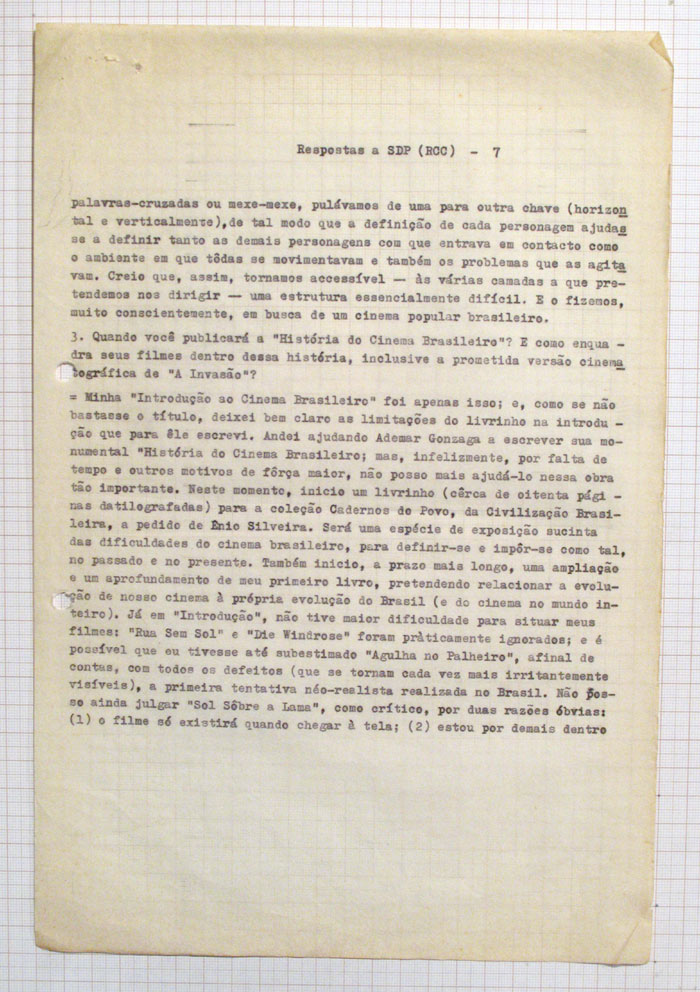 Respostas a SDP (RCC) - 7
palavras-cruzadas ou mexe-mexe, pulávamos de uma para outra chave (horizon
tal e verticalmente),de tal modo que a definição de cada personagem ajudas
se a definir tanto as demais personagens com que entrava em contacto como
o ambiente em que tôdas se movimentavam e também os problemas que as agita
vam. Creio que, assim, tornamos accessível — às várias camadas a que pre-
tendemos nos dirigir — uma estrutura essencialmente difícil. E o fizemos,
muito conscientemente, em busca de um cinema popular brasileiro.
3. Quando você publicará a "História do Cinema Brasileiro"? E como enqua -
dra seus filmes dentro dessa história, inclusive a prometida versão cinema
tográfica de "A Invasão"?
= Minha "Introdução ao Cinema Brasileiro" foi apenas isso; e, como se não
bastasse o título, deixei bem claro as limitações do livrinho na introdu -
ção que para êle escrevi. Andei ajudando Ademar Gonzaga a escrever sua mo-
numental "História do Cinema Brasileiro; mas, infelizmente, por falta de
tempo e outros motivos de fôrça maior, não posso mais ajudá-lo nessa obra
tão importante. Neste momento, inicio um livrinho (cêrca de oitenta pági -
nas datilografadas) para a coleção Cadernos do Povo, da Civilização Brasi-
leira, a pedido de Ênio Silveira. Será uma espécie de exposição sucinta
das dificuldades do cinema brasileiro, para definir-se e impôr-se como tal,
no passado e no presente. Também inicio, a prazo mais longo, uma ampliação
e um aprofundamento de meu primeiro livro, pretendendo relacionar a evolu-
ção de nosso cinema à própria evolução do Brasil (e do cinema no mundo in-
teiro). Já em "Introdução", não tive maior dificuldade para situar meus
filmes: "Rua Sem Sol" e "Die Windrose" foram pràticamente ignorados; e é
possível que eu tivesse até subestimado "Agulha no Palheiro", afinal de
contas, com todos os defeitos (que se tornam cada vez mais irritantemente
visíveis), a primeira tentativa néo-realista realizada no Brasil. Não pos-
so ainda julgar "Sol Sôbre a Lama", como crítico, por duas razões óbvias:
(1) o filme só existirá quando chegar à tela; (2) estou por demais dentro